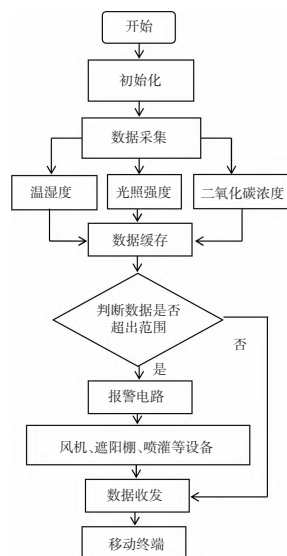 开始
初始化
数据采集
温湿度
光照强度
二氧化碳浓度
数据缓存
判断数据是否
超出范围
否
是
报警电路
风机、遮阳棚、喷灌等设备
数据收发
移动终端